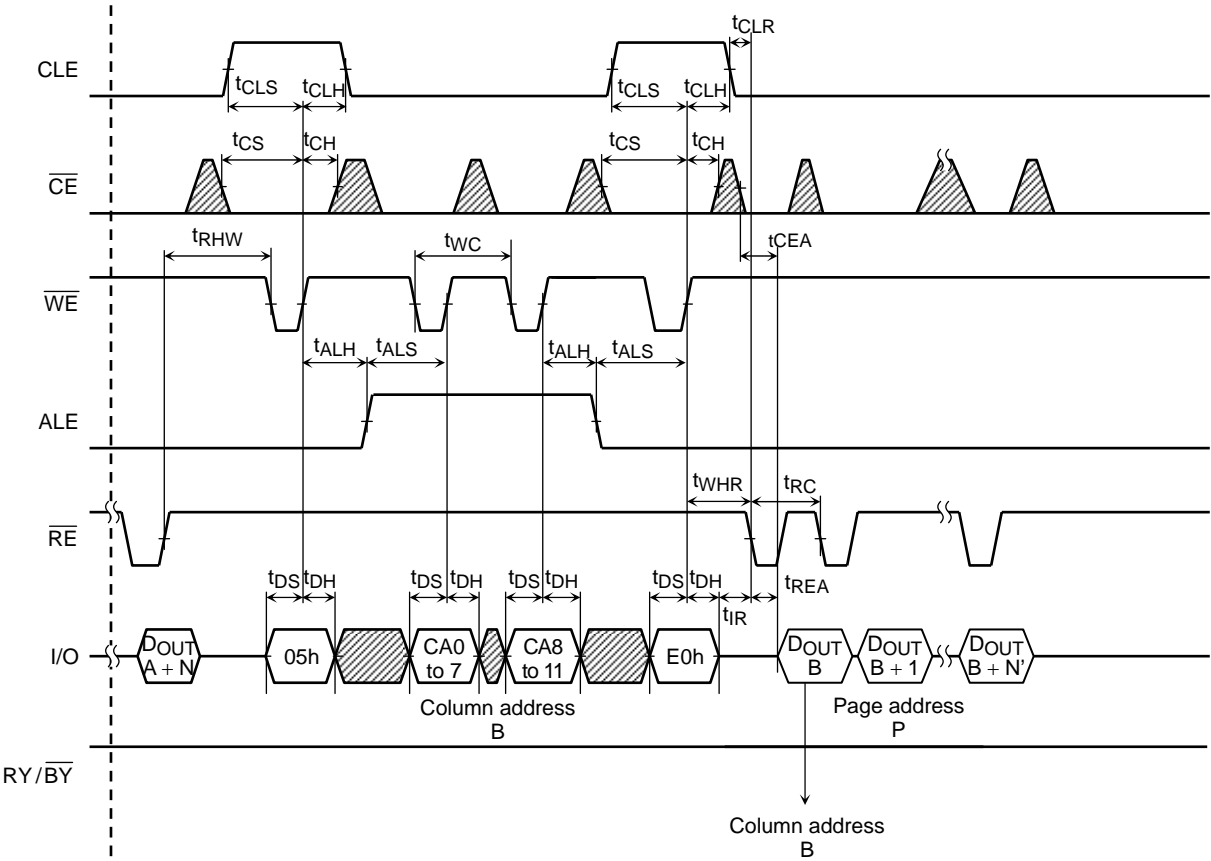 tCLR
CLE
tCLS tCLH tCLS tCLH
tCS tCH tCS tCH
CE
tRHW tWC tCEA
WE
tALH tALS tALH tALS
ALE
tWHR tRC
RE
tDS tDH tDS tDH tDS tDH tDS tDH tREA
tIR
I/O
DOUT
A + N
05h
CA0
to 7
CA8
to 11
E0h
DOUT
B
DOUT
B + 1
DOUT
B + N'
Column address
B
Page address
P
RY/BY
Column address
B